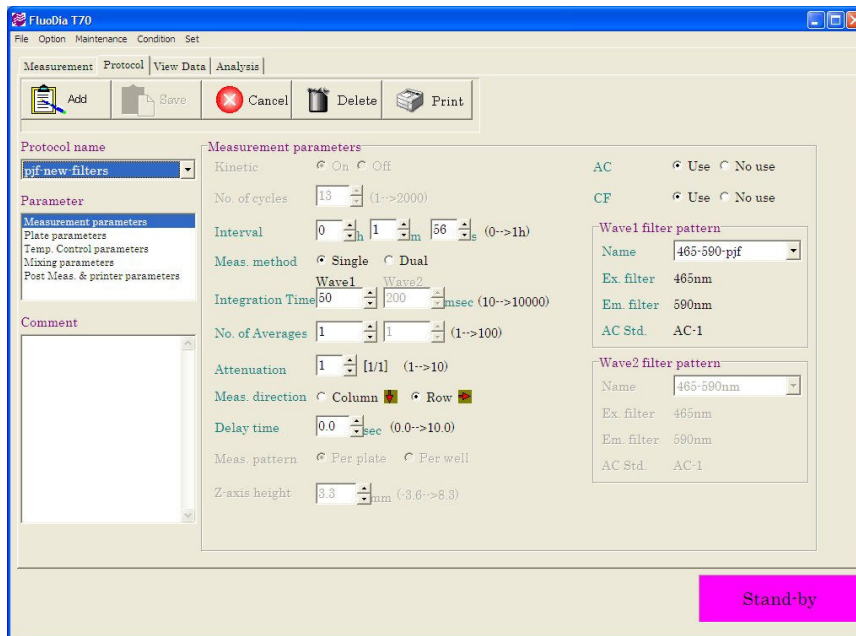 FluoDia T70
File Option Maintenance Condition Set
Measurement Protocol View Data Analysis
Add Save Cancel Delete Print
Protocol name
pjf-new-filters
Parameter
Measurement parameters
Plate parameters
Temp. Control parameters
Mixing parameters
Post Meas. & printer parameters
Comment
Measurement parameters
Kinetic On Off
No. of cycles 13 (1-->2000)
Interval 0 h 1 m 56 s (0-->1h)
Meas. method Single Dual
Wave1 Wave2
Integration Time 50 200 msec (10-->10000)
No. of Averages 1 1 (1-->100)
Attenuation 1 [1/1] (1-->10)
Meas. direction Column Row
Delay time 0.0 sec (0.0-->10.0)
Meas. pattern Per plate Per well
Z-axis height 3.3 mm (-3.6-->8.3)
AC Use No use
CF Use No use
Wave1 filter pattern
Name 465-590-pjf
Ex. filter 465nm
Em. filter 590nm
AC Std. AC-1
Wave2 filter pattern
Name 465-590nm
Ex. filter 465nm
Em. filter 590nm
AC Std. AC-1
Stand-by